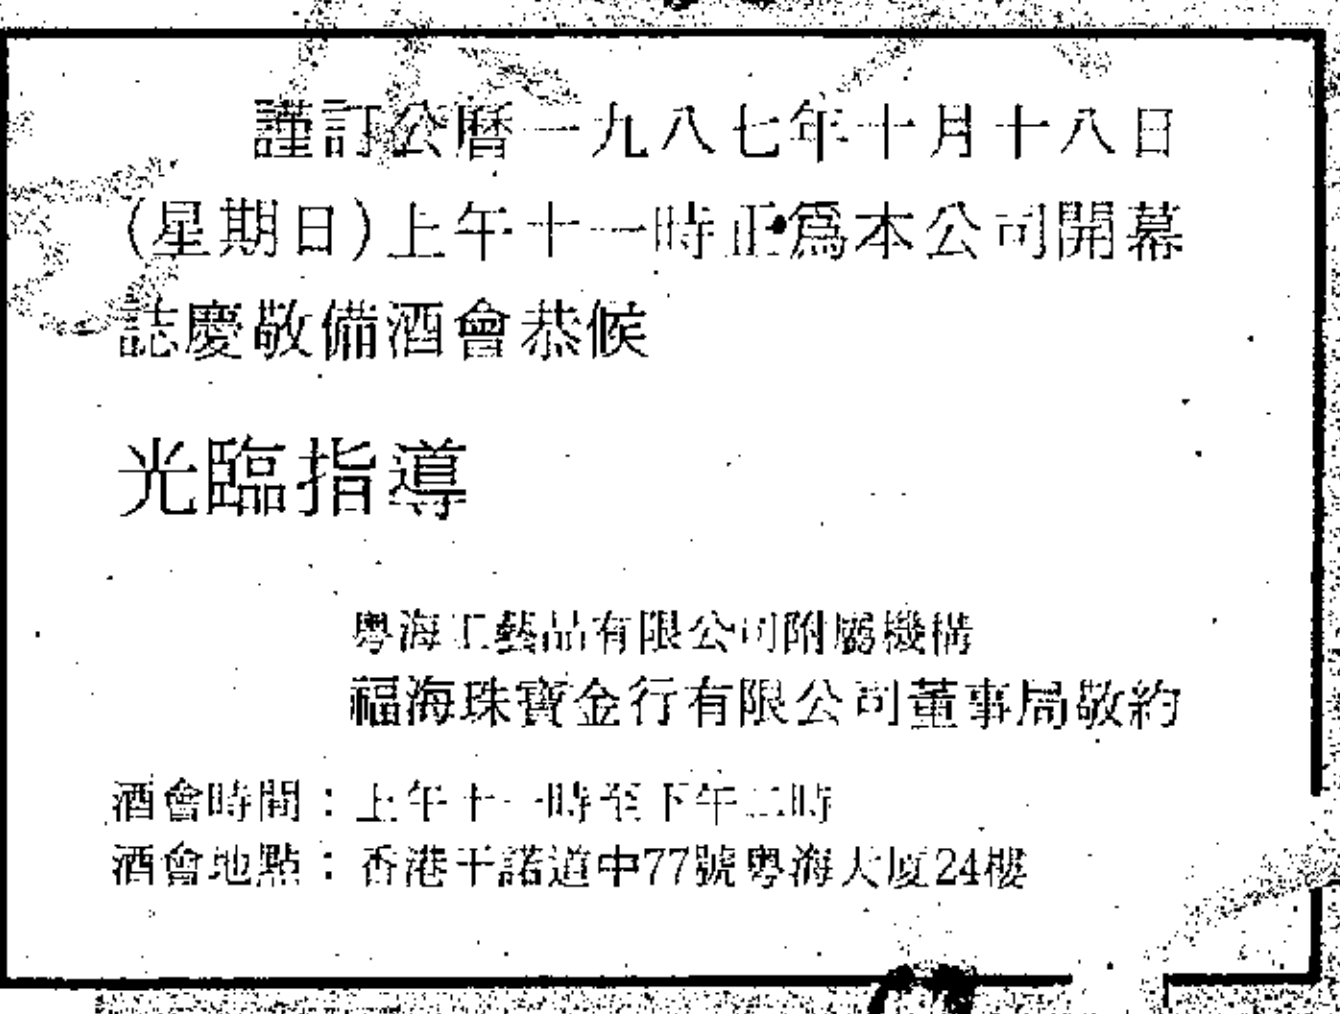 謹訂公曆一九八七年十月十八日
(星期日)上午十一時正爲本公司開幕
誌慶敬備酒會恭候
光臨指導
粵海工藝品有限公司附屬機構
福海珠寶金行有限公司董事局敬約
酒會時間：上午十一時至下午二時
酒會地點：香港干諾道中77號粵海大厦24樓